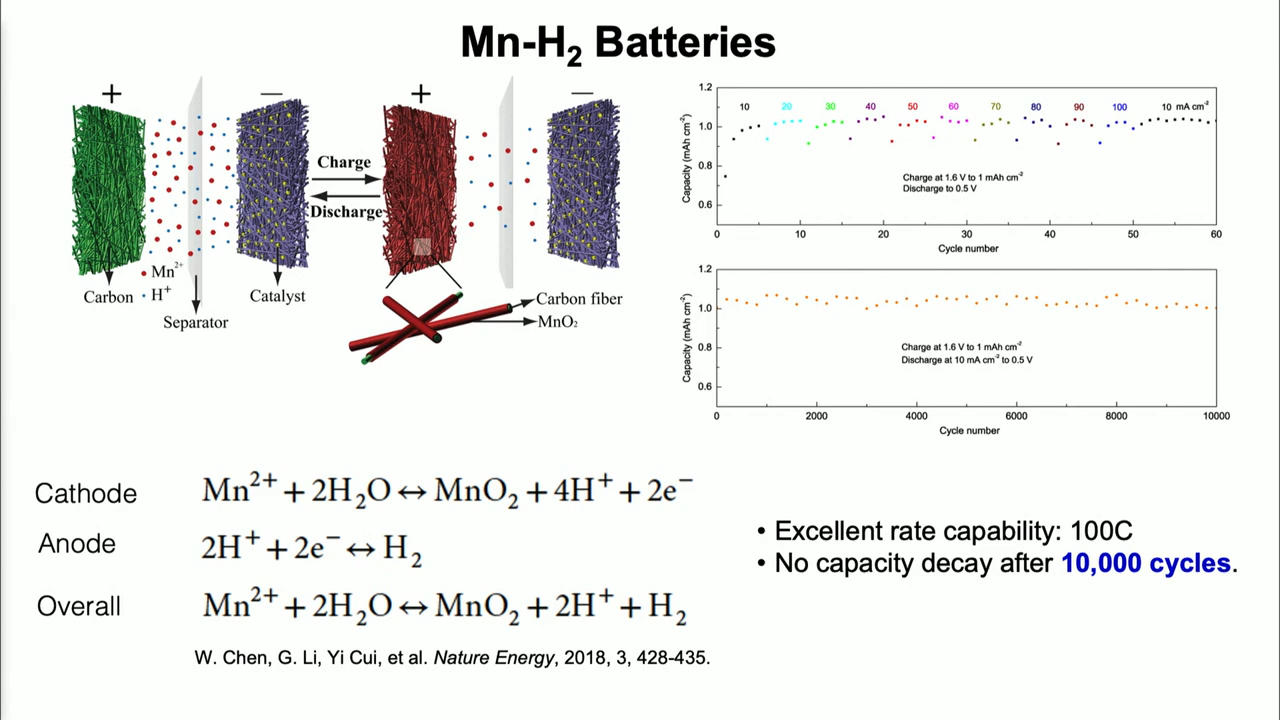 Mn-H₂ Batteries
+ − + −
Charge
Discharge
Mn²⁺
H⁺
Carbon
Separator
Catalyst
Carbon fiber
MnO₂
1.2
1.0
0.8
0.6
Capacity (mAh cm⁻²)
10 20 30 40 50 60 70 80 90 100 10 mA cm⁻²
Charge at 1.6 V to 1 mAh cm⁻²
Discharge to 0.5 V
0 10 20 30 40 50 60
Cycle number
1.2
1.0
0.8
0.6
Capacity (mAh cm⁻²)
Charge at 1.6 V to 1 mAh cm⁻²
Discharge at 10 mA cm⁻² to 0.5 V
0 2000 4000 6000 8000 10000
Cycle number
Cathode Mn²⁺ + 2H₂O ↔ MnO₂ + 4H⁺ + 2e⁻
Anode 2H⁺ + 2e⁻ ↔ H₂
Overall Mn²⁺ + 2H₂O ↔ MnO₂ + 2H⁺ + H₂
• Excellent rate capability: 100C
• No capacity decay after 10,000 cycles.
W. Chen, G. Li, Yi Cui, et al. Nature Energy, 2018, 3, 428-435.